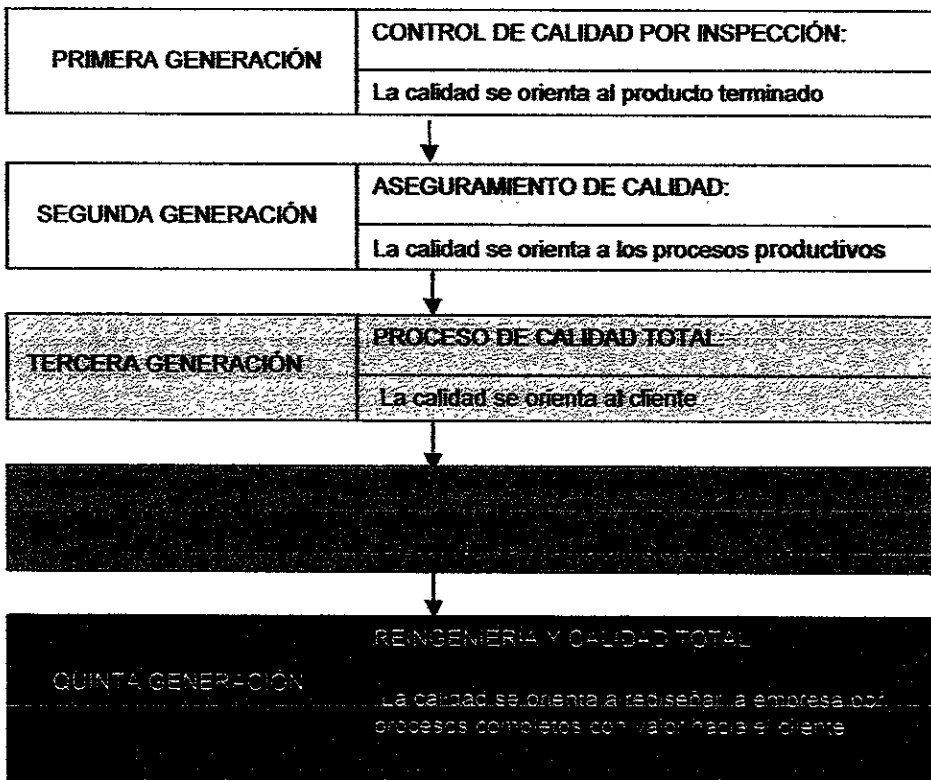 CONTROL DE CALIDAD POR INSPECCIÓN:
PRIMERA GENERACIÓN
La calidad se orienta al producto terminado
ASEGURAMIENTO DE CALIDAD:
SEGUNDA GENERACIÓN
La calidad se orienta a los procesos productivos
PROCESO DE CALIDAD TOTAL:
TERCERA GENERACIÓN
La calidad se orienta al cliente
REINGENIERIA Y CALIDAD TOTAL
QUINTA GENERACIÓN
La calidad se orienta a rediseñar la empresa por
procesos completos con valor hacia el cliente